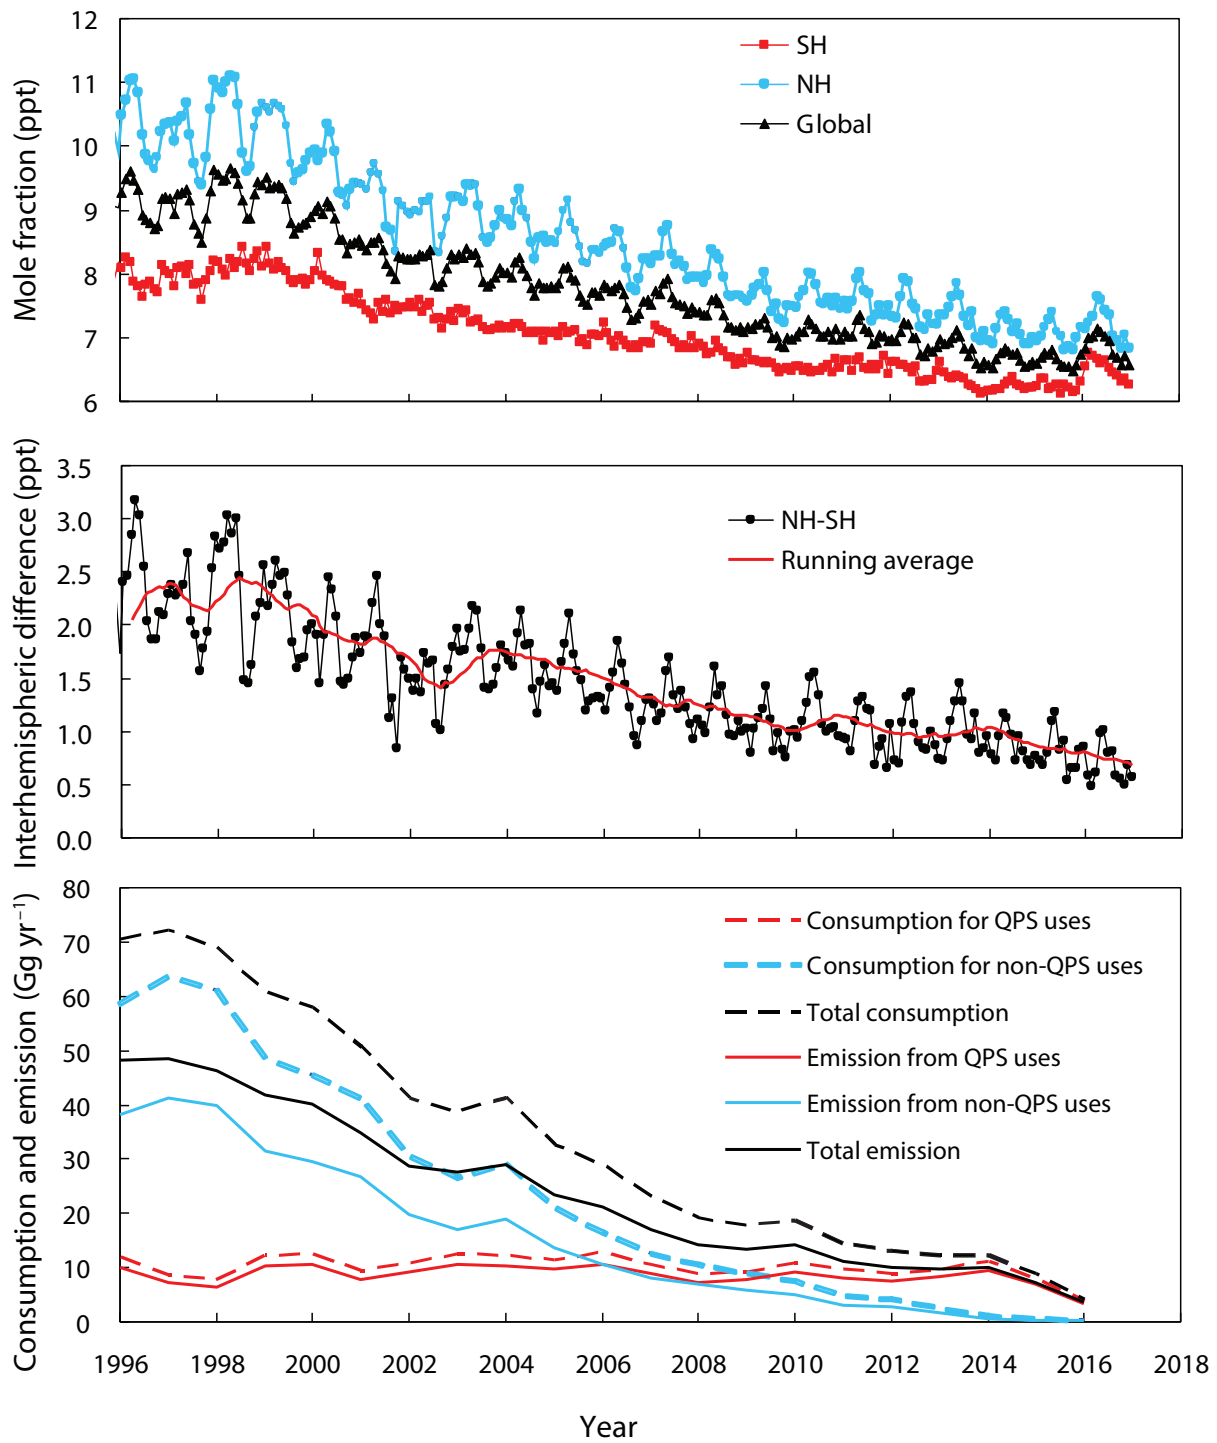 Mole fraction (ppt)
12
11
10
9
8
7
6
SH
NH
Global
Interhemispheric difference (ppt)
3.5
3.0
2.5
2.0
1.5
1.0
0.5
0.0
NH-SH
Running average
Consumption and emission (Gg yr⁻¹)
80
70
60
50
40
30
20
10
0
Consumption for QPS uses
Consumption for non-QPS uses
Total consumption
Emission from QPS uses
Emission from non-QPS uses
Total emission
1996 1998 2000 2002 2004 2006 2008 2010 2012 2014 2016 2018
Year